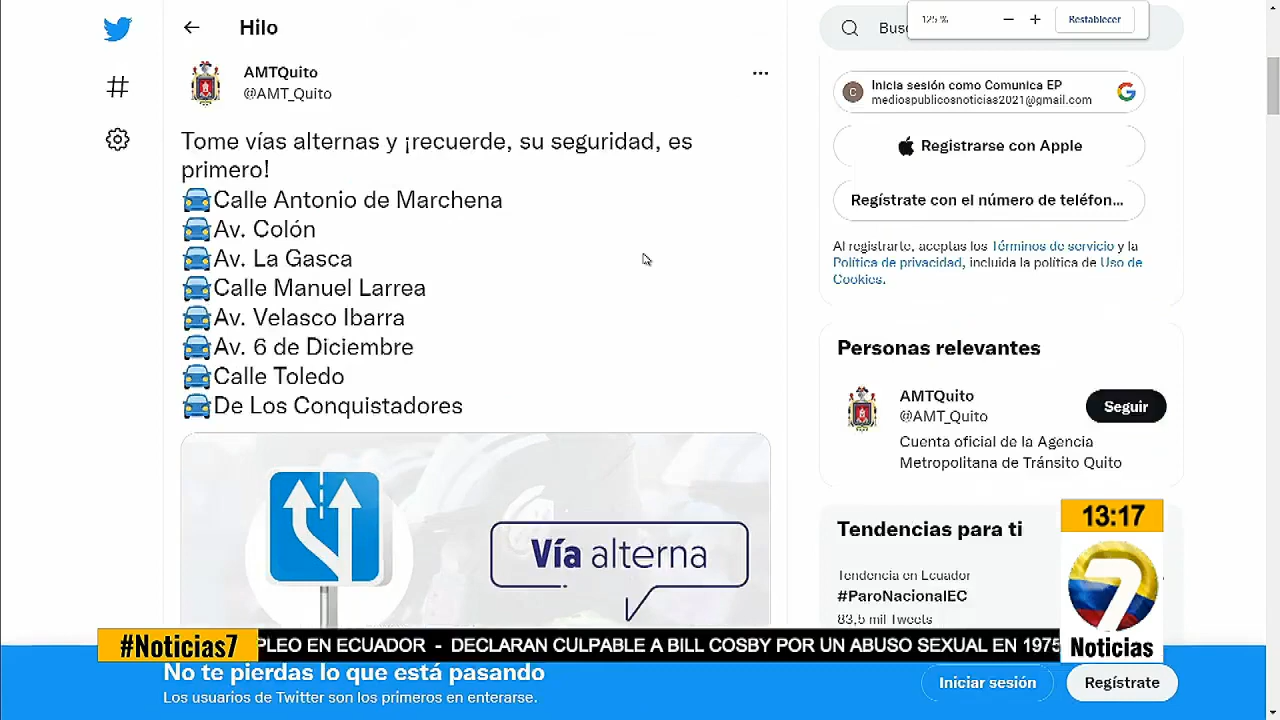 Hilo
AMTQuito
@AMT_Quito
Tome vías alternas y ¡recuerde, su seguridad, es
primero!
Calle Antonio de Marchena
Av. Colón
Av. La Gasca
Calle Manuel Larrea
Av. Velasco Ibarra
Av. 6 de Diciembre
Calle Toledo
De Los Conquistadores
Vía alterna
125 %
Restablecer
Inicia sesión como Comunica EP
mediospublicosnoticias2021@gmail.com
Registrarse con Apple
Regístrate con el número de teléfon...
Al registrarte, aceptas los Términos de servicio y la
Política de privacidad, incluida la política de Uso de
Cookies.
Personas relevantes
AMTQuito
@AMT_Quito
Seguir
Cuenta oficial de la Agencia
Metropolitana de Tránsito Quito
Tendencias para ti
Tendencia en Ecuador
#ParoNacionalEC
83,5 mil Tweets
13:17
7
Noticias
#Noticias7
EN ECUADOR - DECLARAN CULPABLE A BILL COSBY POR UN ABUSO SEXUAL EN 1975
No te pierdas lo que está pasando
Los usuarios de Twitter son los primeros en enterarse.
Iniciar sesión
Regístrate